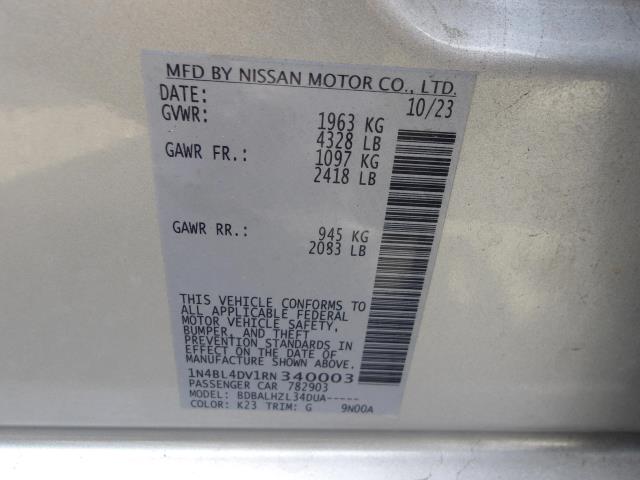 MFD BY NISSAN MOTOR CO., LTD.
DATE: 10/23
GVWR: 1963 KG
4328 LB
GAWR FR.: 1097 KG
2418 LB
GAWR RR.: 945 KG
2083 LB
THIS VEHICLE CONFORMS TO
ALL APPLICABLE FEDERAL
MOTOR VEHICLE SAFETY,
BUMPER, AND THEFT
PREVENTION STANDARDS IN
EFFECT ON THE DATE OF
MANUFACTURE SHOWN ABOVE.
1N4BL4DV1RN340003
PASSENGER CAR 782903
MODEL: BDBALHZL34DUA-----
COLOR: K23 TRIM: G 9N00A